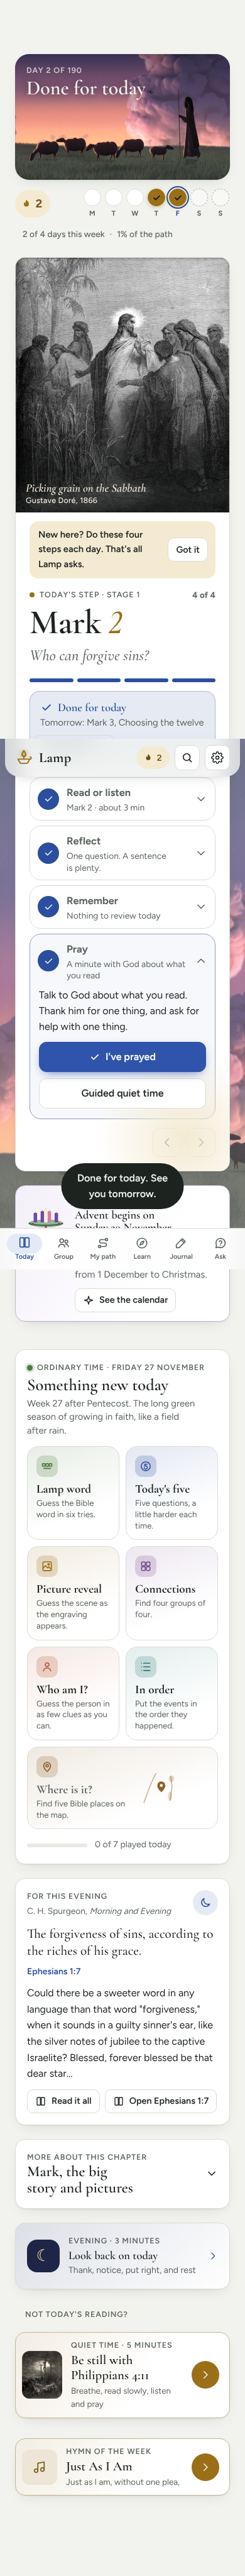 DAY 2 OF 190
Done for today
2
M T W T F S S
2 of 4 days this week · 1% of the path
Picking grain on the Sabbath
Gustave Doré, 1866
New here? Do these four
steps each day. That's all
Lamp asks.
Got it
TODAY'S STEP · STAGE 1
4 of 4
Mark 2
Who can forgive sins?
Done for today
Tomorrow: Mark 3, Choosing the twelve
Lamp
2
Read or listen
Mark 2 · about 3 min
Reflect
One question. A sentence
is plenty.
Remember
Nothing to review today
Pray
A minute with God about what
you read
Talk to God about what you read.
Thank him for one thing, and ask for
help with one thing.
I've prayed
Guided quiet time
Done for today. See
you tomorrow.
Advent begins on
Sunday 29 November
Today
Group
My path
Learn
Journey
Ask
from 1 December to Christmas.
See the calendar
ORDINARY TIME · FRIDAY 27 NOVEMBER
Something new today
Week 27 after Pentecost. The long green
season of growing in faith, like a field
after rain.
Lamp word
Guess the Bible
word in six tries.
Today's five
Five questions, a
little harder each
time.
Picture reveal
Guess the scene as
the engraving
appears.
Connections
Find four groups of
four.
Who am I?
Guess the person in
as few clues as you
can.
In order
Put the events in
the order they
happened.
Where is it?
Find five Bible places on
the map.
0 of 7 played today
FOR THIS EVENING
C. H. Spurgeon, Morning and Evening
The forgiveness of sins, according to
the riches of his grace.
Ephesians 1:7
Could there be a sweeter word in any
language than that word "forgiveness,"
when it sounds in a guilty sinner's ear, like
the silver notes of jubilee to the captive
Israelite? Blessed, forever blessed be that
dear star…
Read it all
Open Ephesians 1:7
MORE ABOUT THIS CHAPTER
Mark, the big
story and pictures
EVENING · 3 MINUTES
Look back on today
Thank, notice, put right, and rest
NOT TODAY'S READING?
QUIET TIME · 5 MINUTES
Be still with
Philippians 4:11
Breathe, read slowly, listen
and pray
HYMN OF THE WEEK
Just As I Am
Just as I am, without one plea,